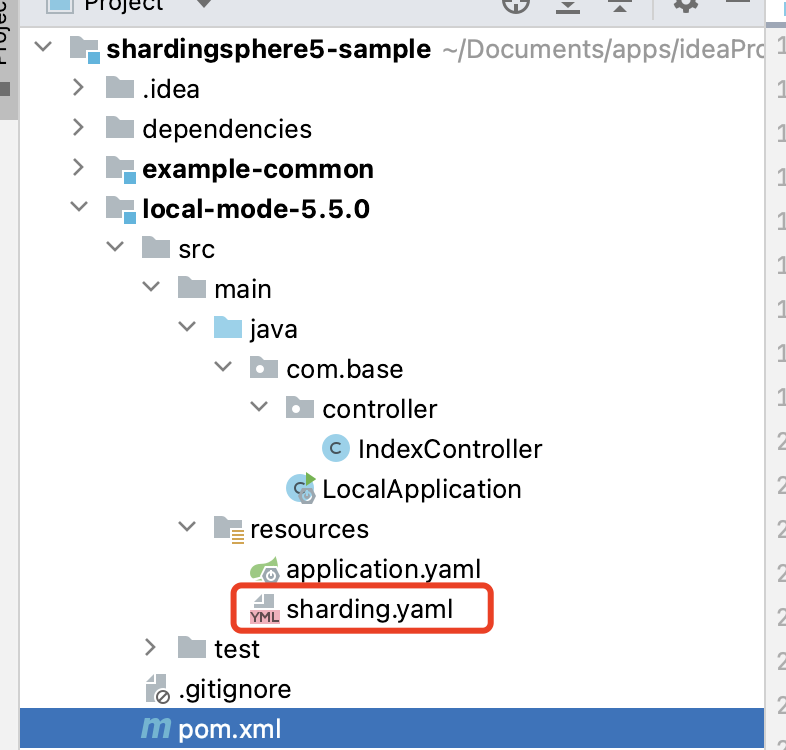 Project
shardingsphere5-sample ~/Documents/apps/ideaPro
.idea
dependencies
example-common
local-mode-5.5.0
src
main
java
com.base
controller
C IndexController
C LocalApplication
resources
application.yaml
YML sharding.yaml
test
.gitignore
m pom.xml